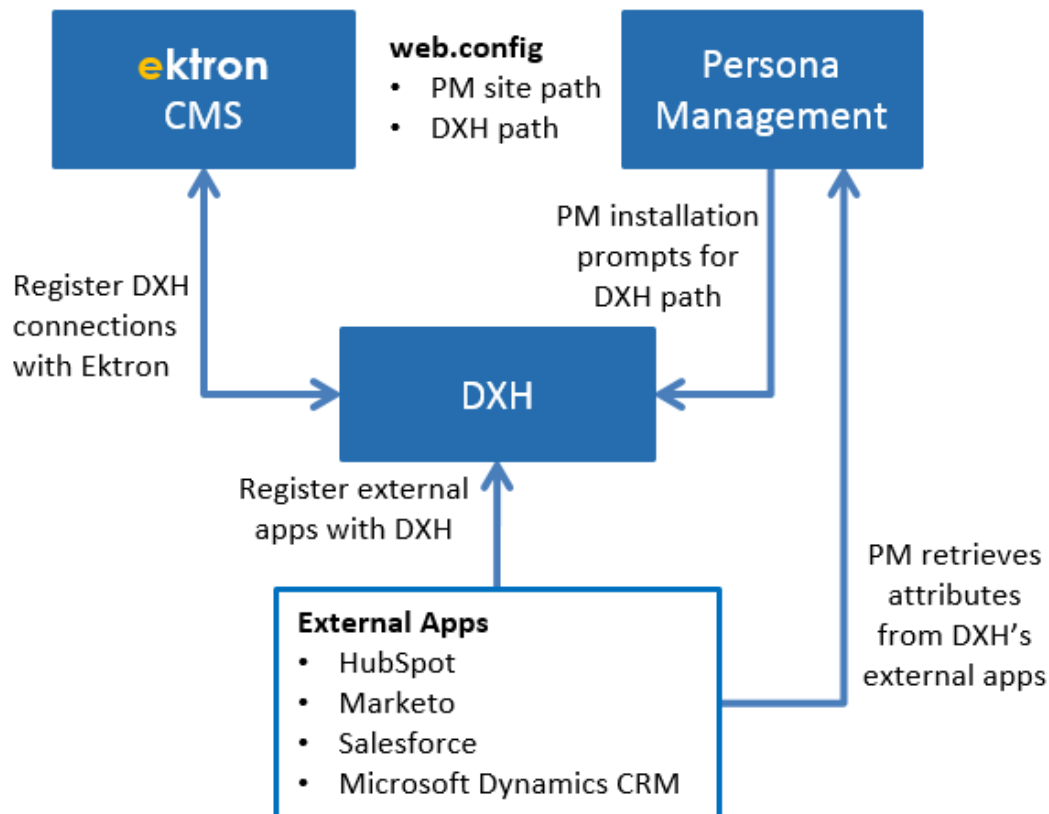 ektron
CMS
web.config
• PM site path
• DXH path
Persona
Management
PM installation
prompts for
DXH path
Register DXH
connections
with Ektron
DXH
Register external
apps with DXH
PM retrieves
attributes
from DXH’s
external apps
External Apps
• HubSpot
• Marketo
• Salesforce
• Microsoft Dynamics CRM